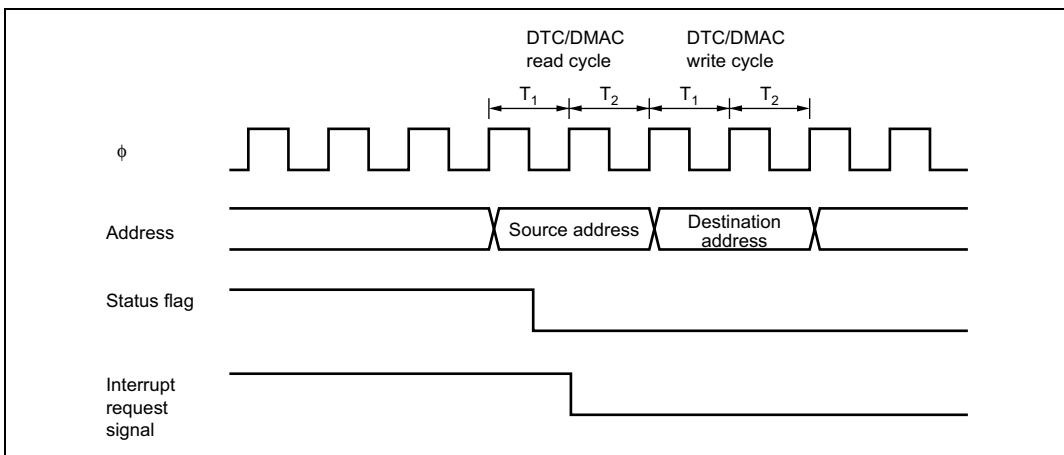 DTC/DMAC DTC/DMAC
read cycle write cycle
T1 T2 T1 T2
ϕ
Address
Source address
Destination
address
Status flag
Interrupt
request
signal